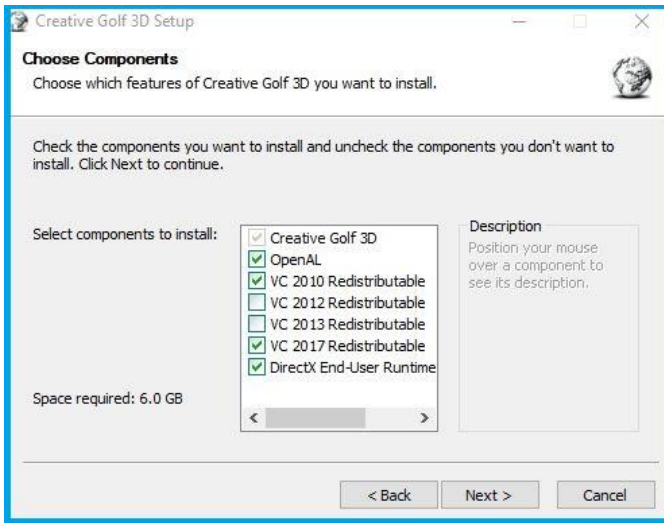 Creative Golf 3D Setup
Choose Components
Choose which features of Creative Golf 3D you want to install.
Check the components you want to install and uncheck the components you don't want to
install. Click Next to continue.
Select components to install:
Creative Golf 3D
OpenAL
VC 2010 Redistributable
VC 2012 Redistributable
VC 2013 Redistributable
VC 2017 Redistributable
DirectX End-User Runtime
Description
Position your mouse
over a component to
see its description.
Space required: 6.0 GB
< Back Next > Cancel